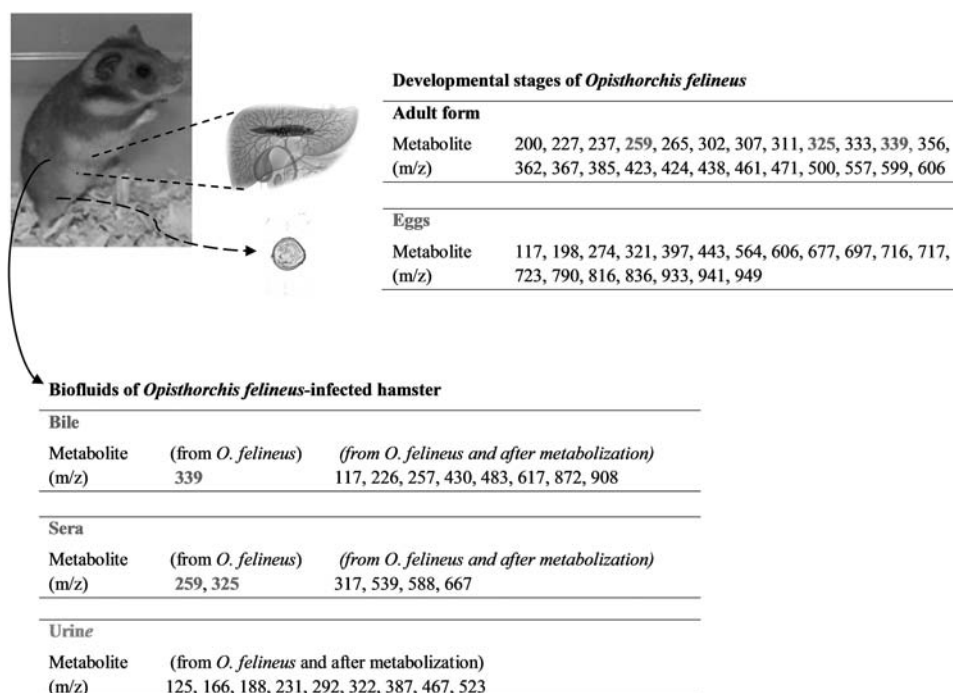 Developmental stages of Opisthorchis felineus
Adult form
Metabolite 200, 227, 237, 259, 265, 302, 307, 311, 325, 333, 339, 356,
(m/z) 362, 367, 385, 423, 424, 438, 461, 471, 500, 557, 599, 606
Eggs
Metabolite 117, 198, 274, 321, 397, 443, 564, 606, 677, 697, 716, 717,
(m/z) 723, 790, 816, 836, 933, 941, 949
Biofluids of Opisthorchis felineus-infected hamster
Bile
Metabolite (from O. felineus) (from O. felineus and after metabolization)
(m/z) 339 117, 226, 257, 430, 483, 617, 872, 908
Sera
Metabolite (from O. felineus) (from O. felineus and after metabolization)
(m/z) 259, 325 317, 539, 588, 667
Urine
Metabolite (from O. felineus and after metabolization)
(m/z) 125, 166, 188, 231, 292, 322, 387, 467, 523